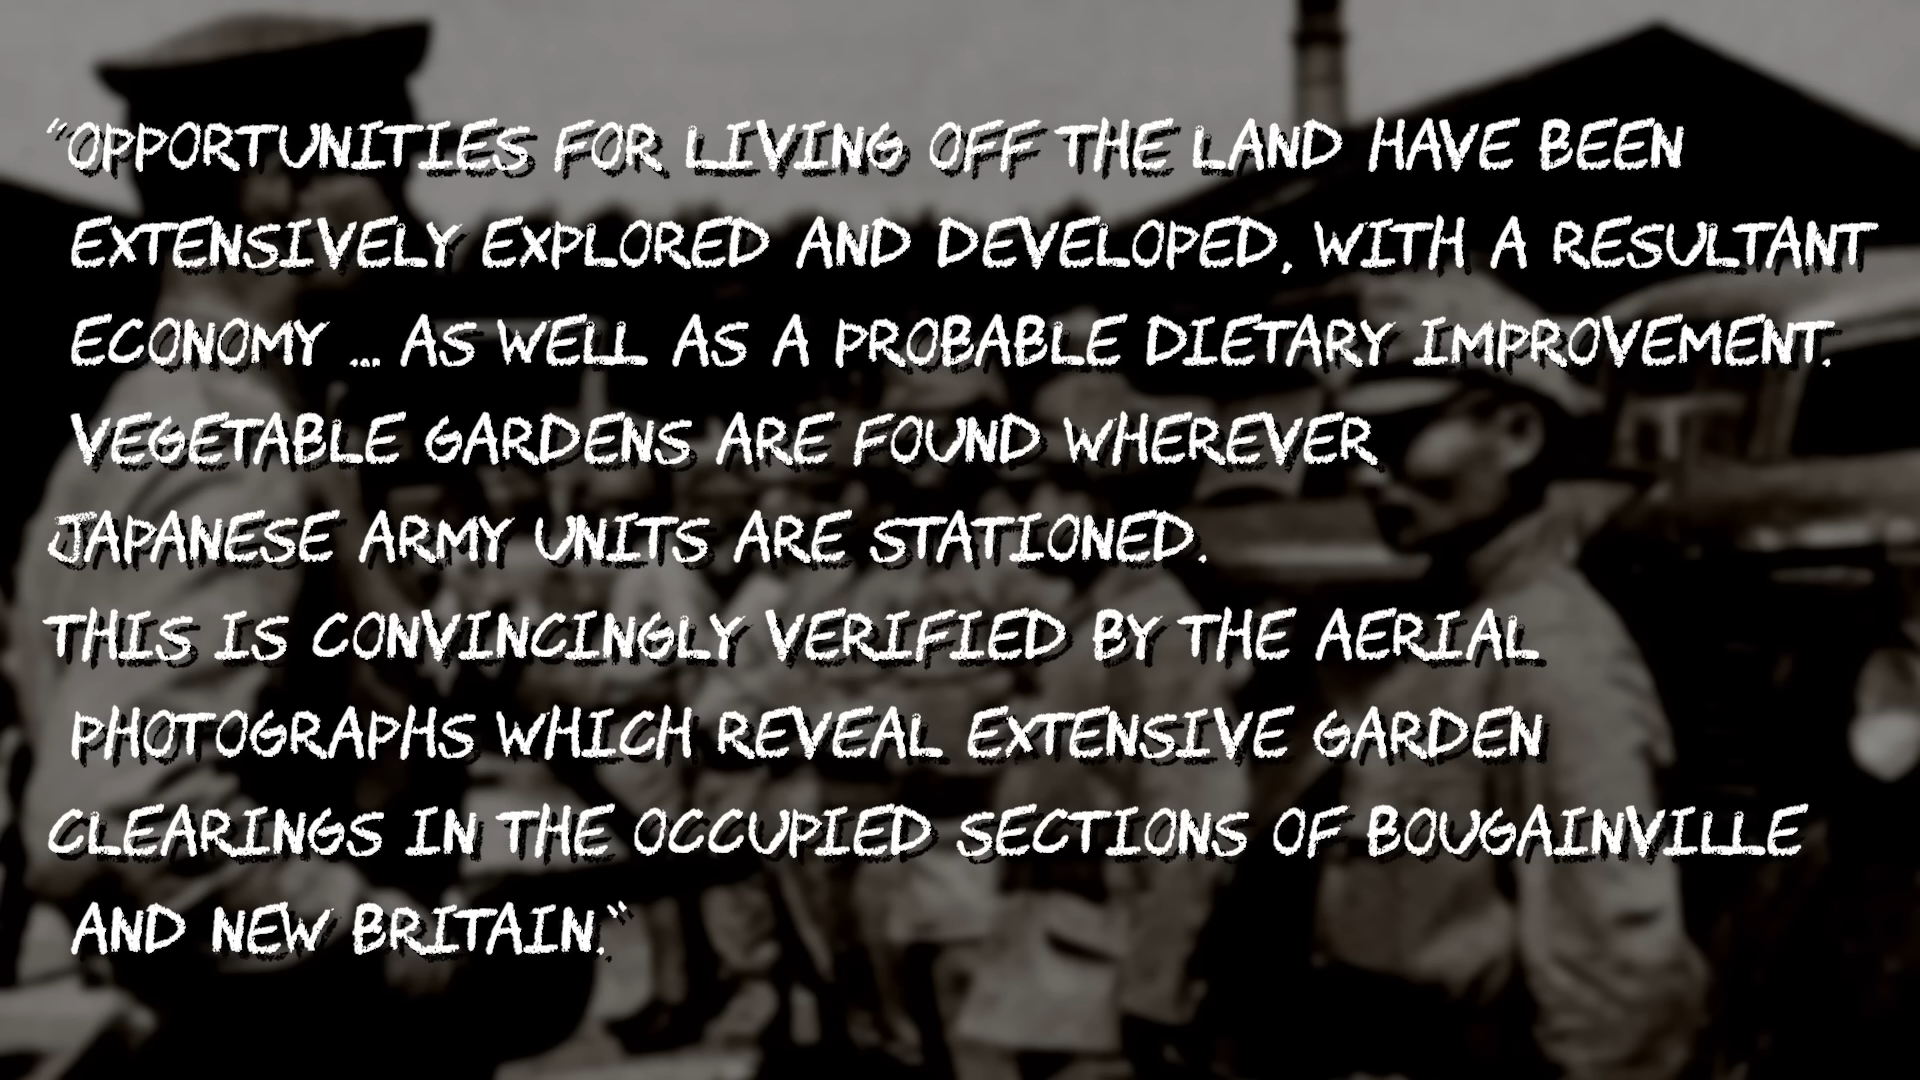 “OPPORTUNITIES FOR LIVING OFF THE LAND HAVE BEEN
EXTENSIVELY EXPLORED AND DEVELOPED, WITH A RESULTANT
ECONOMY ... AS WELL AS A PROBABLE DIETARY IMPROVEMENT.
VEGETABLE GARDENS ARE FOUND WHEREVER
JAPANESE ARMY UNITS ARE STATIONED.
THIS IS CONVINCINGLY VERIFIED BY THE AERIAL
PHOTOGRAPHS WHICH REVEAL EXTENSIVE GARDEN
CLEARINGS IN THE OCCUPIED SECTIONS OF BOUGAINVILLE
AND NEW BRITAIN.“